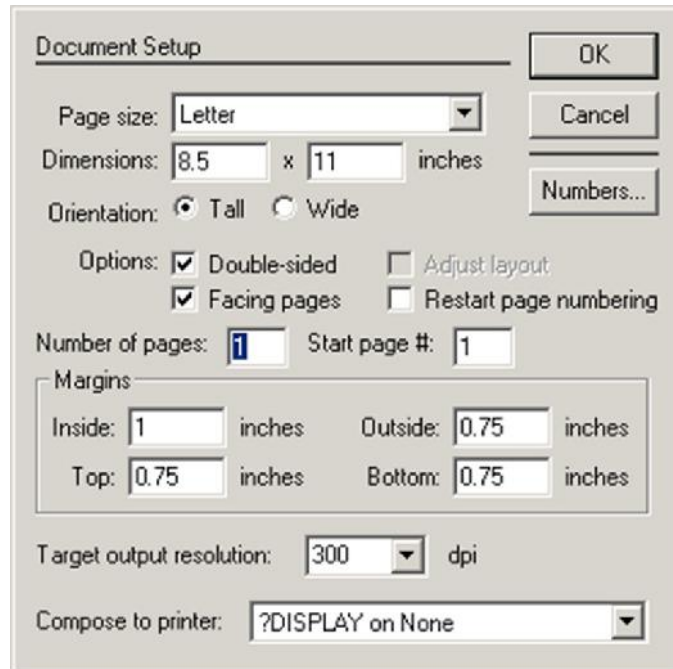 Document Setup
OK
Page size: Letter
Cancel
Dimensions: 8.5 x 11 inches
Numbers...
Orientation: Tall Wide
Options: Double-sided Adjust layout
Facing pages Restart page numbering
Number of pages: 1 Start page #: 1
Margins
Inside: 1 inches Outside: 0.75 inches
Top: 0.75 inches Bottom: 0.75 inches
Target output resolution: 300 dpi
Compose to printer: ?DISPLAY on None